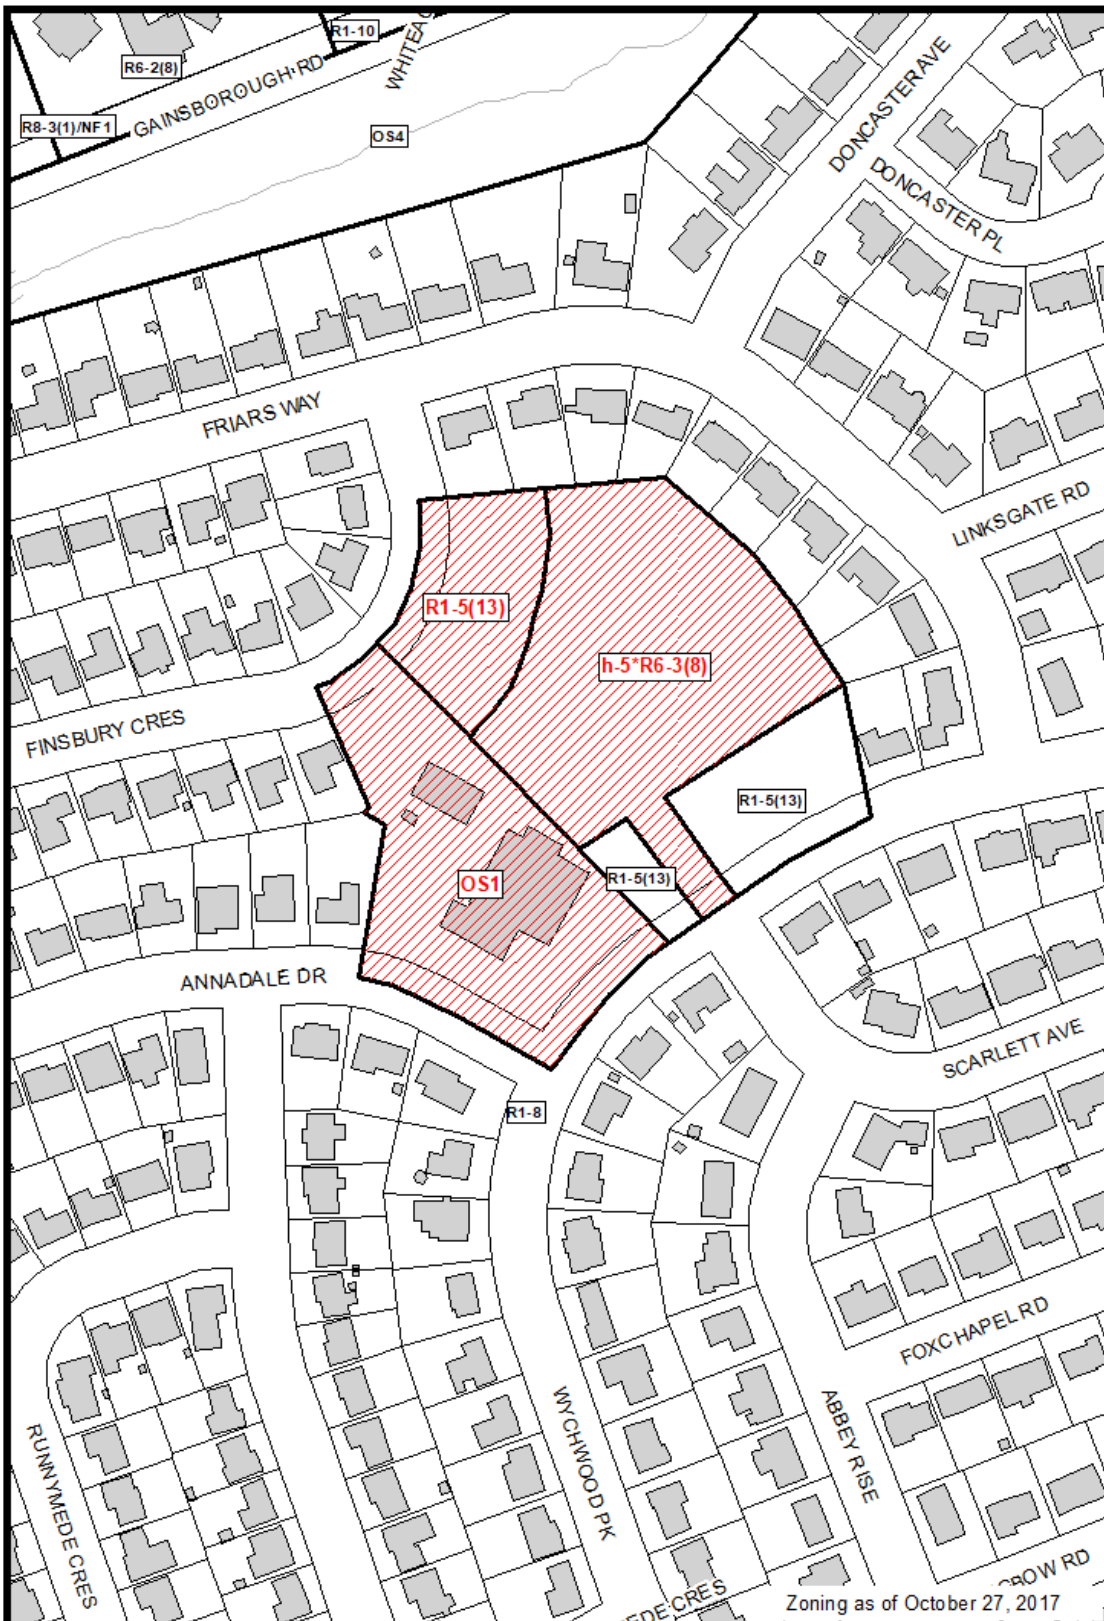 R1-10
R6-2(8)
GAINSBOROUGH RD
R8-3(1)/NF1
OS4
DONCASTER AVE
DONCASTER PL
FRIARS WAY
LINKSGATE RD
R1-5(13)
h-5*R6-3(8)
FINSBURY CRES
R1-5(13)
R1-5(13)
OS1
ANNADALE DR
SCARLETT AVE
R1-8
FOXCHAPEL RD
WYCHWOOD PK
ABBEY RISE
RUNNYMEDE CRES
Zoning as of October 27, 2017